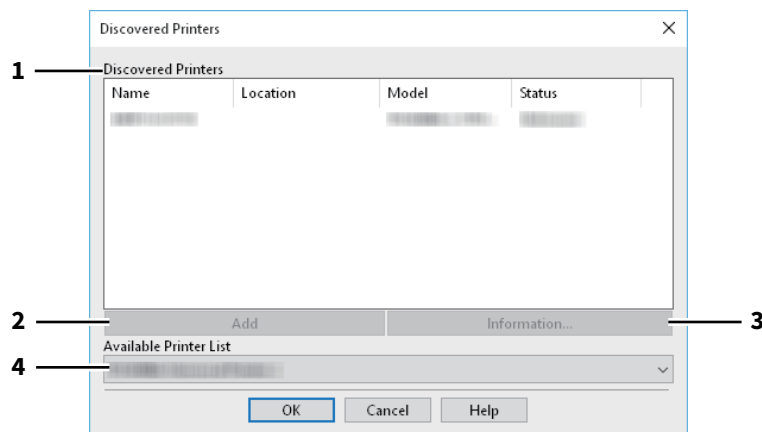 Discovered Printers
1 Discovered Printers
Name Location Model Status
2 Add Information... 3
Available Printer List
4
OK Cancel Help